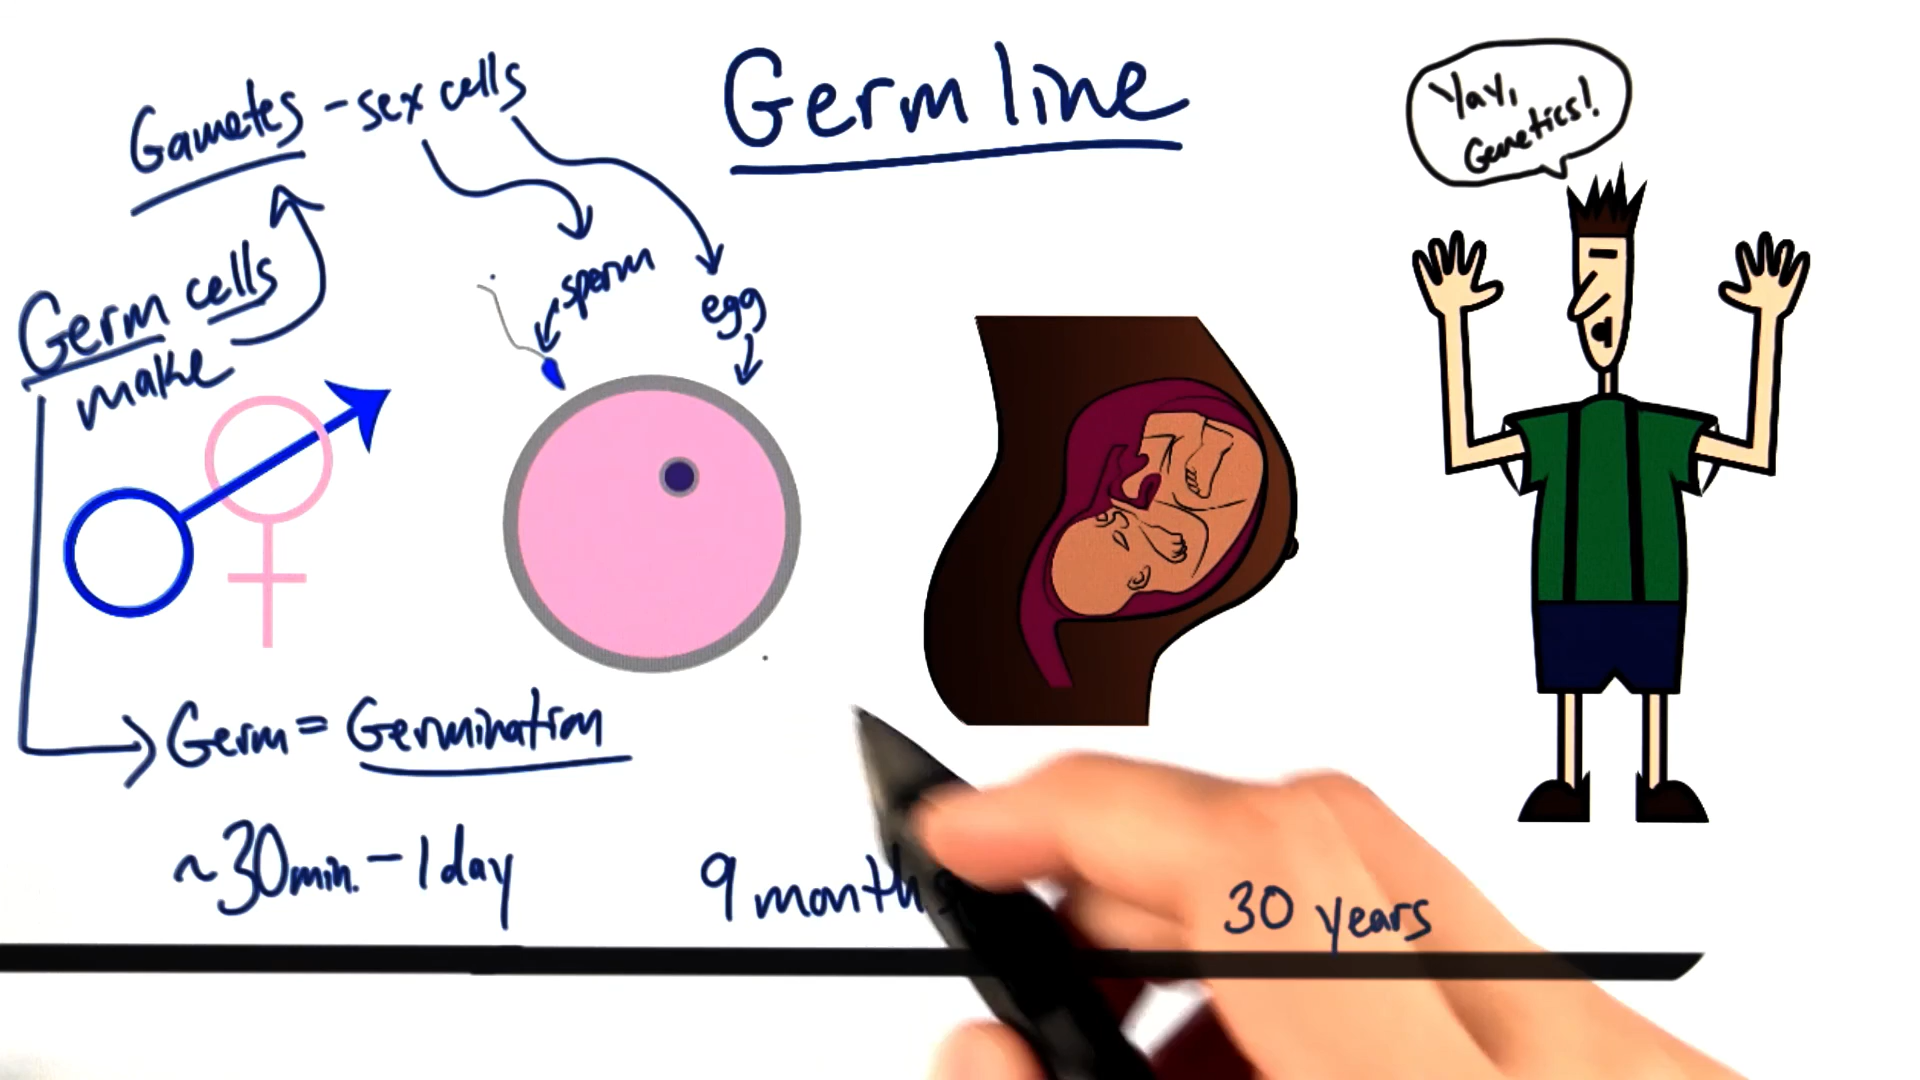 Germ line
Gametes - sex cells
Yay,
Genetics!
sperm
egg
Germ cells
make
Germ = Germination
~30min. - 1 day
9 months
30 years